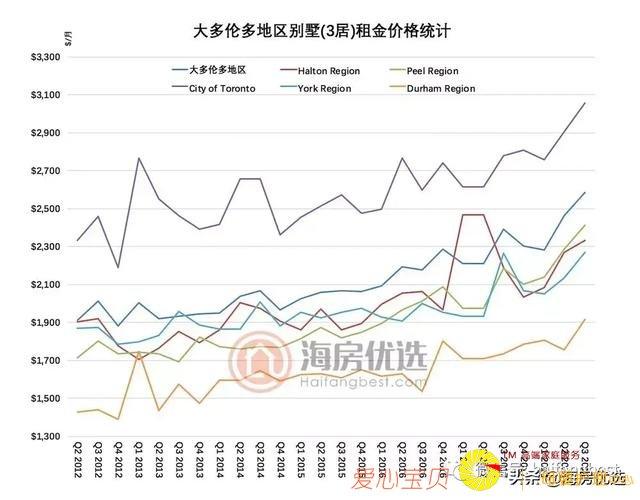 大多伦多地区别墅(3居)租金价格统计
$/月
大多伦多地区
Halton Region
Peel Region
City of Toronto
York Region
Durham Region
$3,300
$3,100
$2,900
$2,700
$2,500
$2,300
$2,100
$1,900
$1,700
$1,500
$1,300
海房优选
Haifangbest.com
Q2 2012
Q3 2012
Q4 2012
Q1 2013
Q2 2013
Q3 2013
Q4 2013
Q1 2014
Q2 2014
Q3 2014
Q4 2014
Q1 2015
Q2 2015
Q3 2015
Q4 2015
Q1 2016
Q2 2016
Q3 2016
Q4 2016
Q1
Q2
爱心宝贝
头条
@海房优选